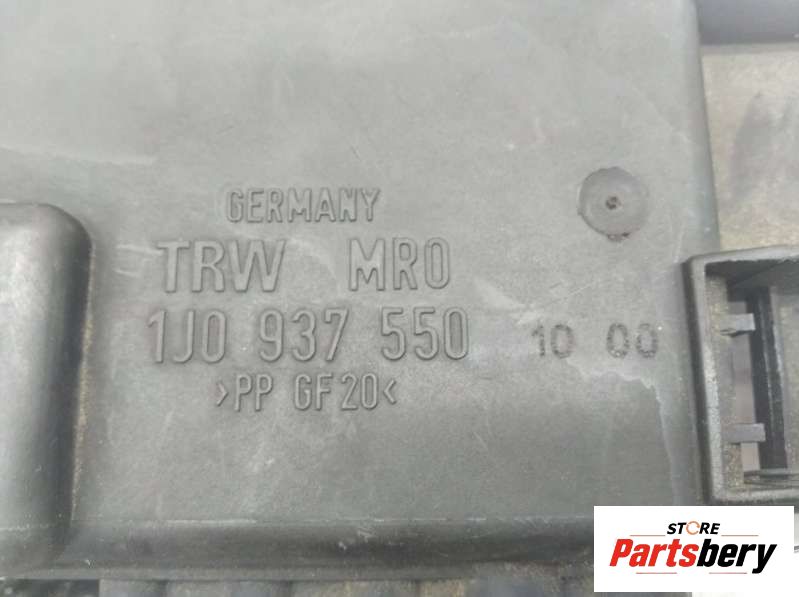 GERMANY
TRW MRO
1J0 937 550 10 00
>PP GF20<
STORE
Partsbery